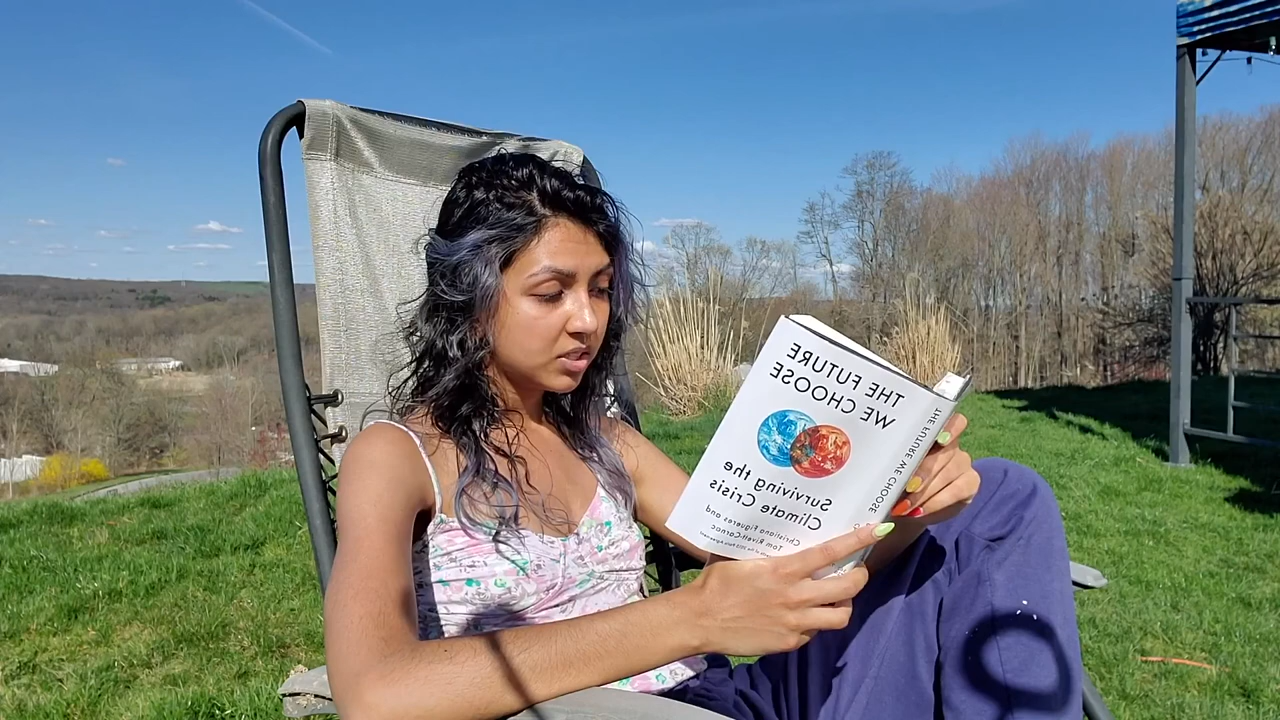 THE FUTURE
WE CHOOSE
Surviving the
Climate Crisis
Christiana Figueres and
Tom Rivett-Carnac
THE FUTURE WE CHOOSE